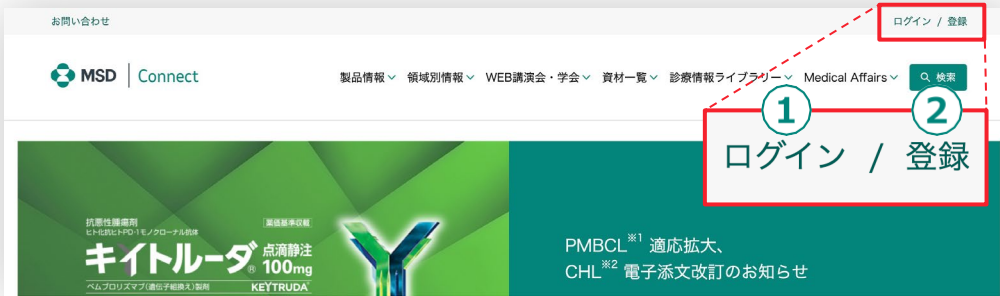 お問い合わせ
ログイン / 登録
MSD Connect
製品情報 領域別情報 WEB講演会・学会 資材一覧 診療情報ライブラリー Medical Affairs 検索
① ②
ログイン / 登録
抗悪性腫瘍剤
ヒト化抗ヒトPD-1モノクローナル抗体
薬価基準収載
キイトルーダ® 点滴静注 100mg
ペムブロリズマブ(遺伝子組換え)製剤 KEYTRUDA®
PMBCL※1 適応拡大、
CHL※2 電子添文改訂のお知らせ